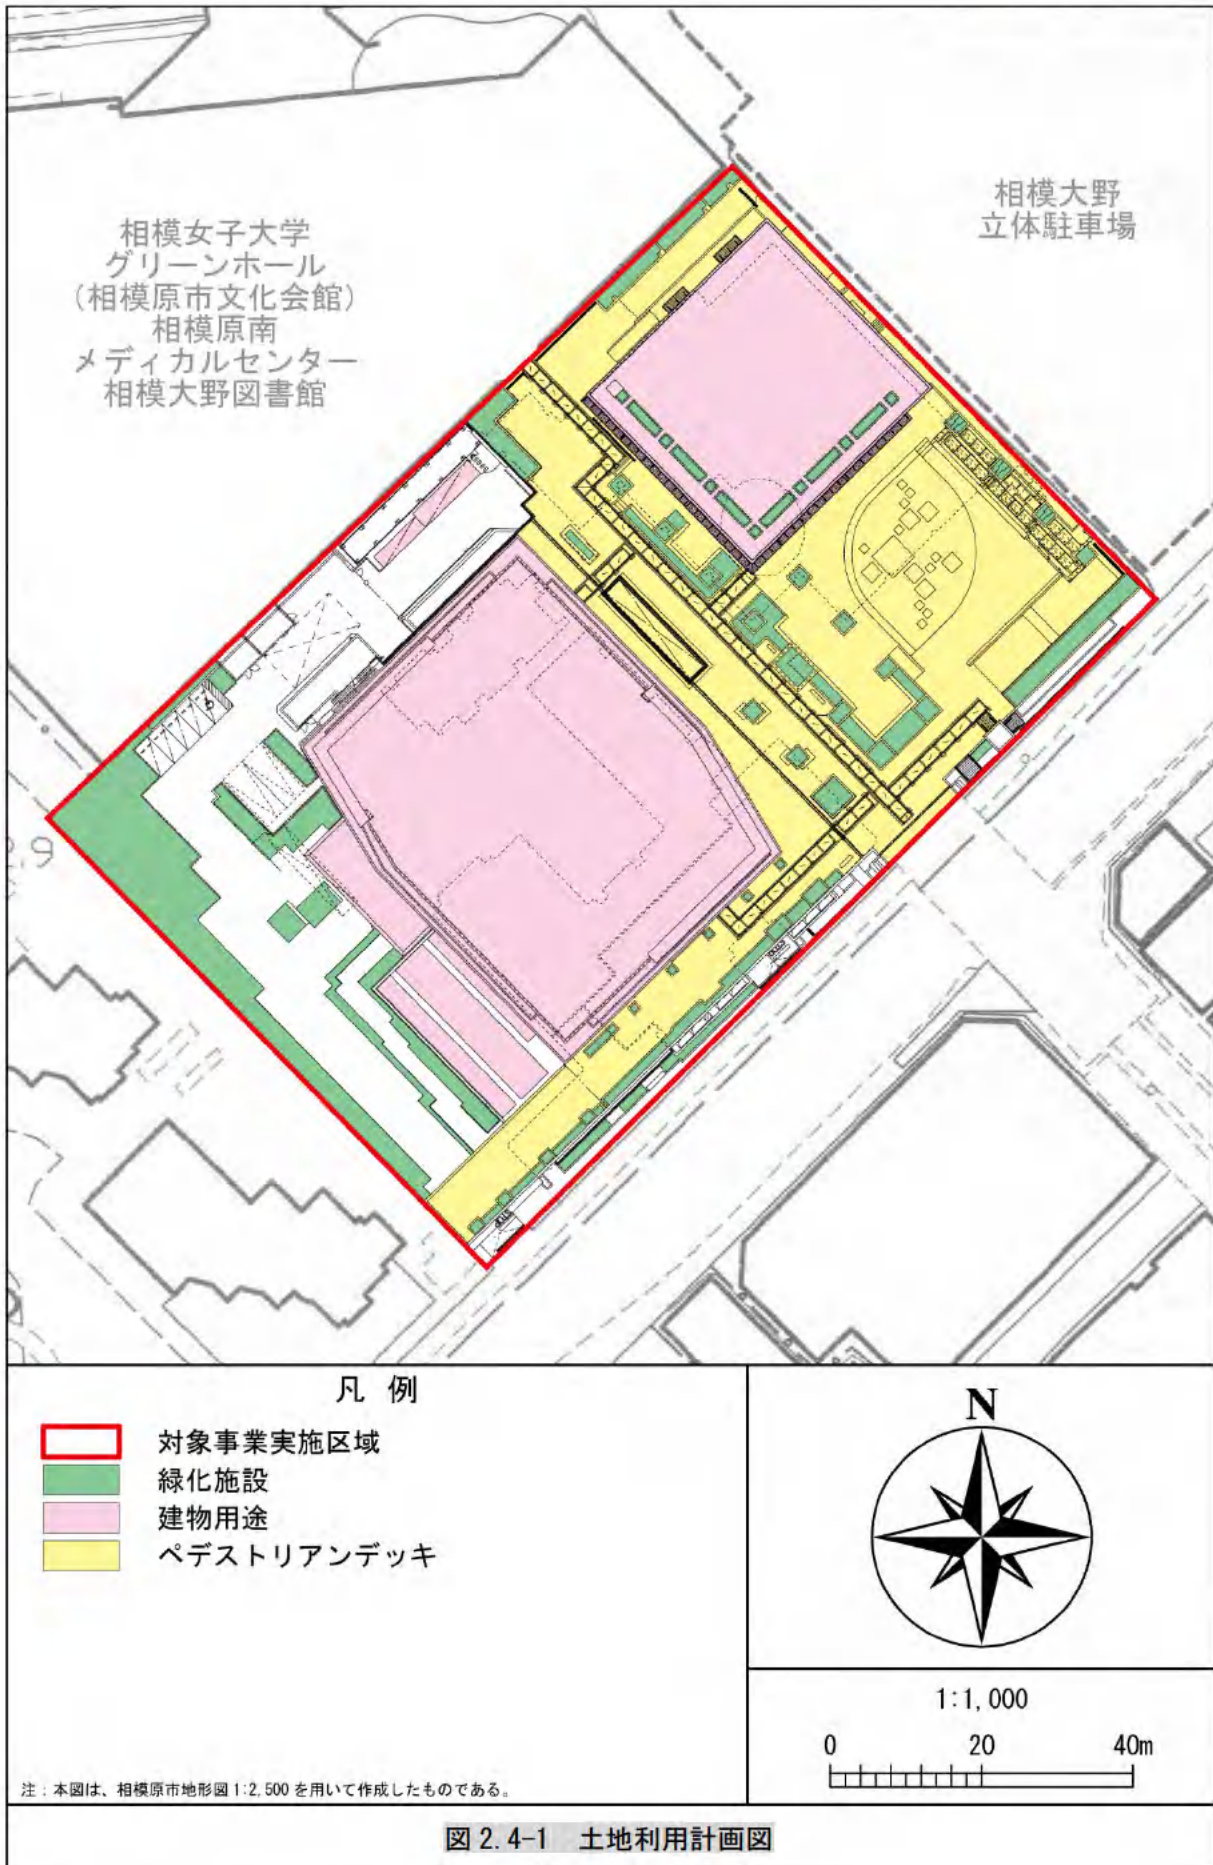 相模女子大学
グリーンホール
(相模原市文化会館)
相模原南
メディカルセンター
相模大野図書館
相模大野
立体駐車場
凡 例
対象事業実施区域
緑化施設
建物用途
ペデストリアンデッキ
注：本図は、相模原市地形図 1:2,500 を用いて作成したものである。
N
1:1,000
0 20 40m
図 2.4-1 土地利用計画図